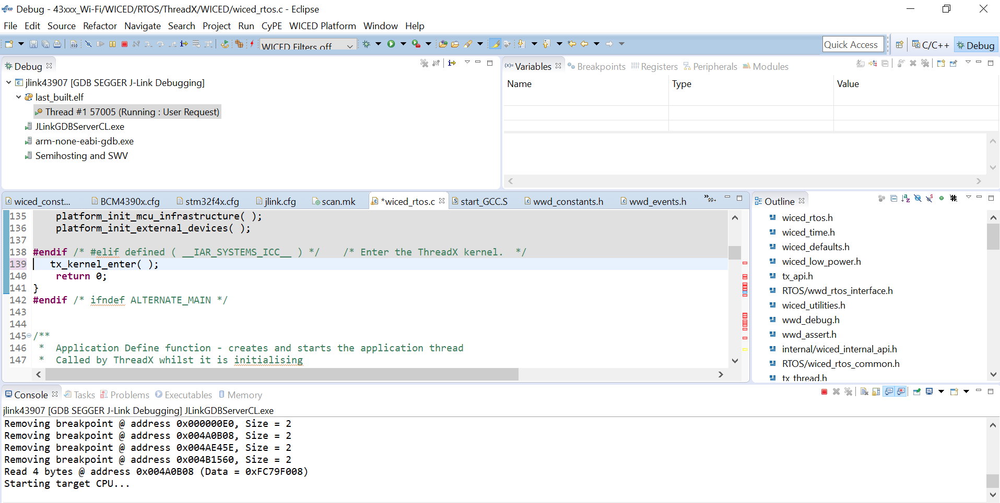 WICED Debug - 43xxx_Wi-Fi/WICED/RTOS/ThreadX/WICED/wiced_rtos.c - Eclipse
File Edit Source Refactor Navigate Search Project Run CyPE WICED Platform Window Help
WICED Filters off
Quick Access
C/C++
Debug
Debug
jlink43907 [GDB SEGGER J-Link Debugging]
last_built.elf
Thread #1 57005 (Running : User Request)
JLinkGDBServerCL.exe
arm-none-eabi-gdb.exe
Semihosting and SWV
(x)= Variables Breakpoints Registers Peripherals Modules
Name Type Value
wiced_const... BCM4390x.cfg stm32f4x.cfg jlink.cfg scan.mk *wiced_rtos.c start_GCC.S wwd_constants.h wwd_events.h »99+
135 platform_init_mcu_infrastructure( );
136 platform_init_external_devices( );
137
138 #endif /* #elif defined ( __IAR_SYSTEMS_ICC__ ) */ /* Enter the ThreadX kernel. */
139 tx_kernel_enter( );
140 return 0;
141 }
142 #endif /* ifndef ALTERNATE_MAIN */
143
144
145 /**
146 * Application Define function - creates and starts the application thread
147 * Called by ThreadX whilst it is initialising
Outline
wiced_rtos.h
wiced_time.h
wiced_defaults.h
wiced_low_power.h
tx_api.h
RTOS/wwd_rtos_interface.h
wiced_utilities.h
wwd_debug.h
wwd_assert.h
internal/wiced_internal_api.h
RTOS/wiced_rtos_common.h
tx_thread.h
Console Tasks Problems Executables Memory
jlink43907 [GDB SEGGER J-Link Debugging] JLinkGDBServerCL.exe
Removing breakpoint @ address 0x000000E0, Size = 2
Removing breakpoint @ address 0x004A0B08, Size = 2
Removing breakpoint @ address 0x004AE45E, Size = 2
Removing breakpoint @ address 0x004B1560, Size = 2
Read 4 bytes @ address 0x004A0B08 (Data = 0xFC79F008)
Starting target CPU...